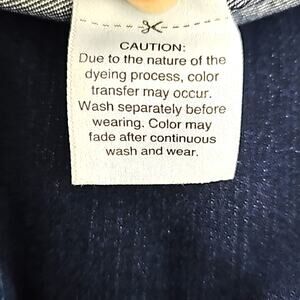 CAUTION:
Due to the nature of the
dyeing process, color
transfer may occur.
Wash separately before
wearing. Color may
fade after continuous
wash and wear.